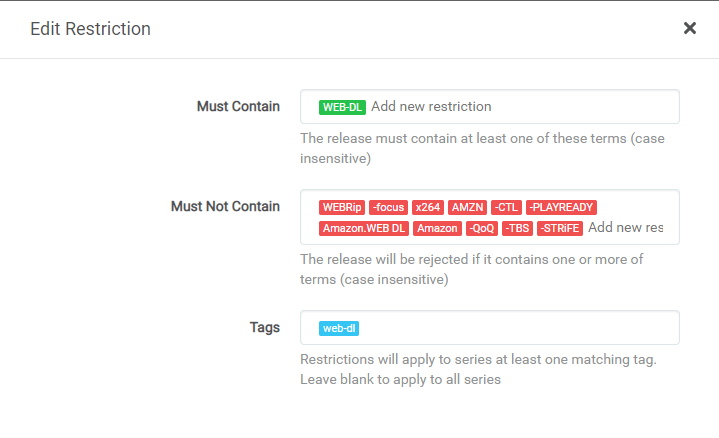 Edit Restriction
Must Contain
WEB-DL Add new restriction
The release must contain at least one of these terms (case
insensitive)
Must Not Contain
WEBRip -focus x264 AMZN -CTL -PLAYREADY
Amazon.WEB DL Amazon -QoQ -TBS -STRiFE Add new res
The release will be rejected if it contains one or more of
terms (case insensitive)
Tags
web-dl
Restrictions will apply to series at least one matching tag.
Leave blank to apply to all series